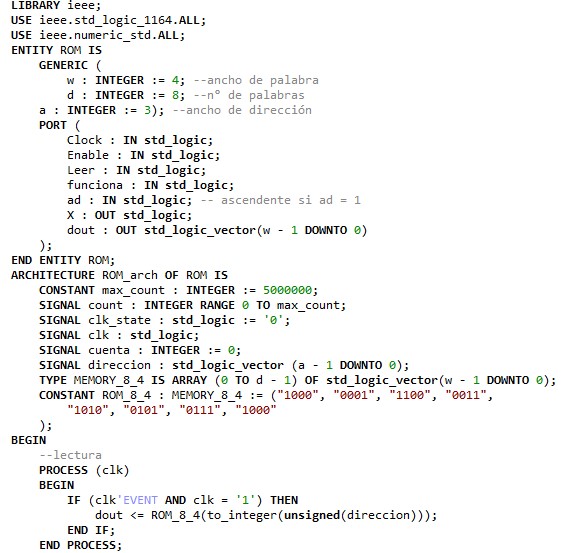 LIBRARY ieee;
USE ieee.std_logic_1164.ALL;
USE ieee.numeric_std.ALL;
ENTITY ROM IS
    GENERIC (
        w : INTEGER := 4; --ancho de palabra
        d : INTEGER := 8; --nº de palabras
    a : INTEGER := 3); --ancho de dirección
    PORT (
        Clock : IN std_logic;
        Enable : IN std_logic;
        Leer : IN std_logic;
        funciona : IN std_logic;
        ad : IN std_logic; -- ascendente si ad = 1
        X : OUT std_logic;
        dout : OUT std_logic_vector(w - 1 DOWNTO 0)
    );
END ENTITY ROM;
ARCHITECTURE ROM_arch OF ROM IS
    CONSTANT max_count : INTEGER := 5000000;
    SIGNAL count : INTEGER RANGE 0 TO max_count;
    SIGNAL clk_state : std_logic := '0';
    SIGNAL clk : std_logic;
    SIGNAL cuenta : INTEGER := 0;
    SIGNAL direccion : std_logic_vector (a - 1 DOWNTO 0);
    TYPE MEMORY_8_4 IS ARRAY (0 TO d - 1) OF std_logic_vector(w - 1 DOWNTO 0);
    CONSTANT ROM_8_4 : MEMORY_8_4 := ("1000", "0001", "1100", "0011",
        "1010", "0101", "0111", "1000"
    );
BEGIN
    --lectura
    PROCESS (clk)
    BEGIN
        IF (clk'EVENT AND clk = '1') THEN
            dout <= ROM_8_4(to_integer(unsigned(direccion)));
        END IF;
    END PROCESS;